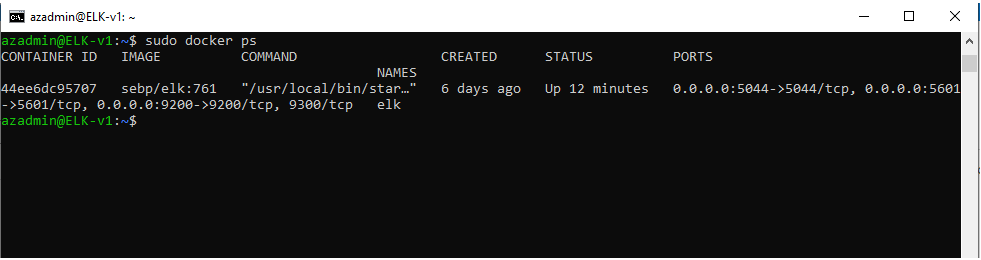 azadmin@ELK-v1: ~
azadmin@ELK-v1:~$ sudo docker ps
CONTAINER ID   IMAGE          COMMAND                  CREATED      STATUS          PORTS
                                               NAMES
44ee6dc95707   sebp/elk:761   "/usr/local/bin/star…"   6 days ago   Up 12 minutes   0.0.0.0:5044->5044/tcp, 0.0.0.0:5601
->5601/tcp, 0.0.0.0:9200->9200/tcp, 9300/tcp   elk
azadmin@ELK-v1:~$